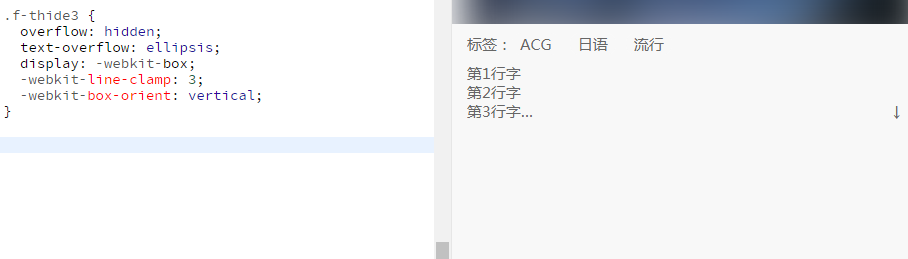 .f-thide3 {
overflow: hidden;
text-overflow: ellipsis;
display: -webkit-box;
-webkit-line-clamp: 3;
-webkit-box-orient: vertical;
}
标签： ACG 日语 流行
第1行字
第2行字
第3行字... ↓